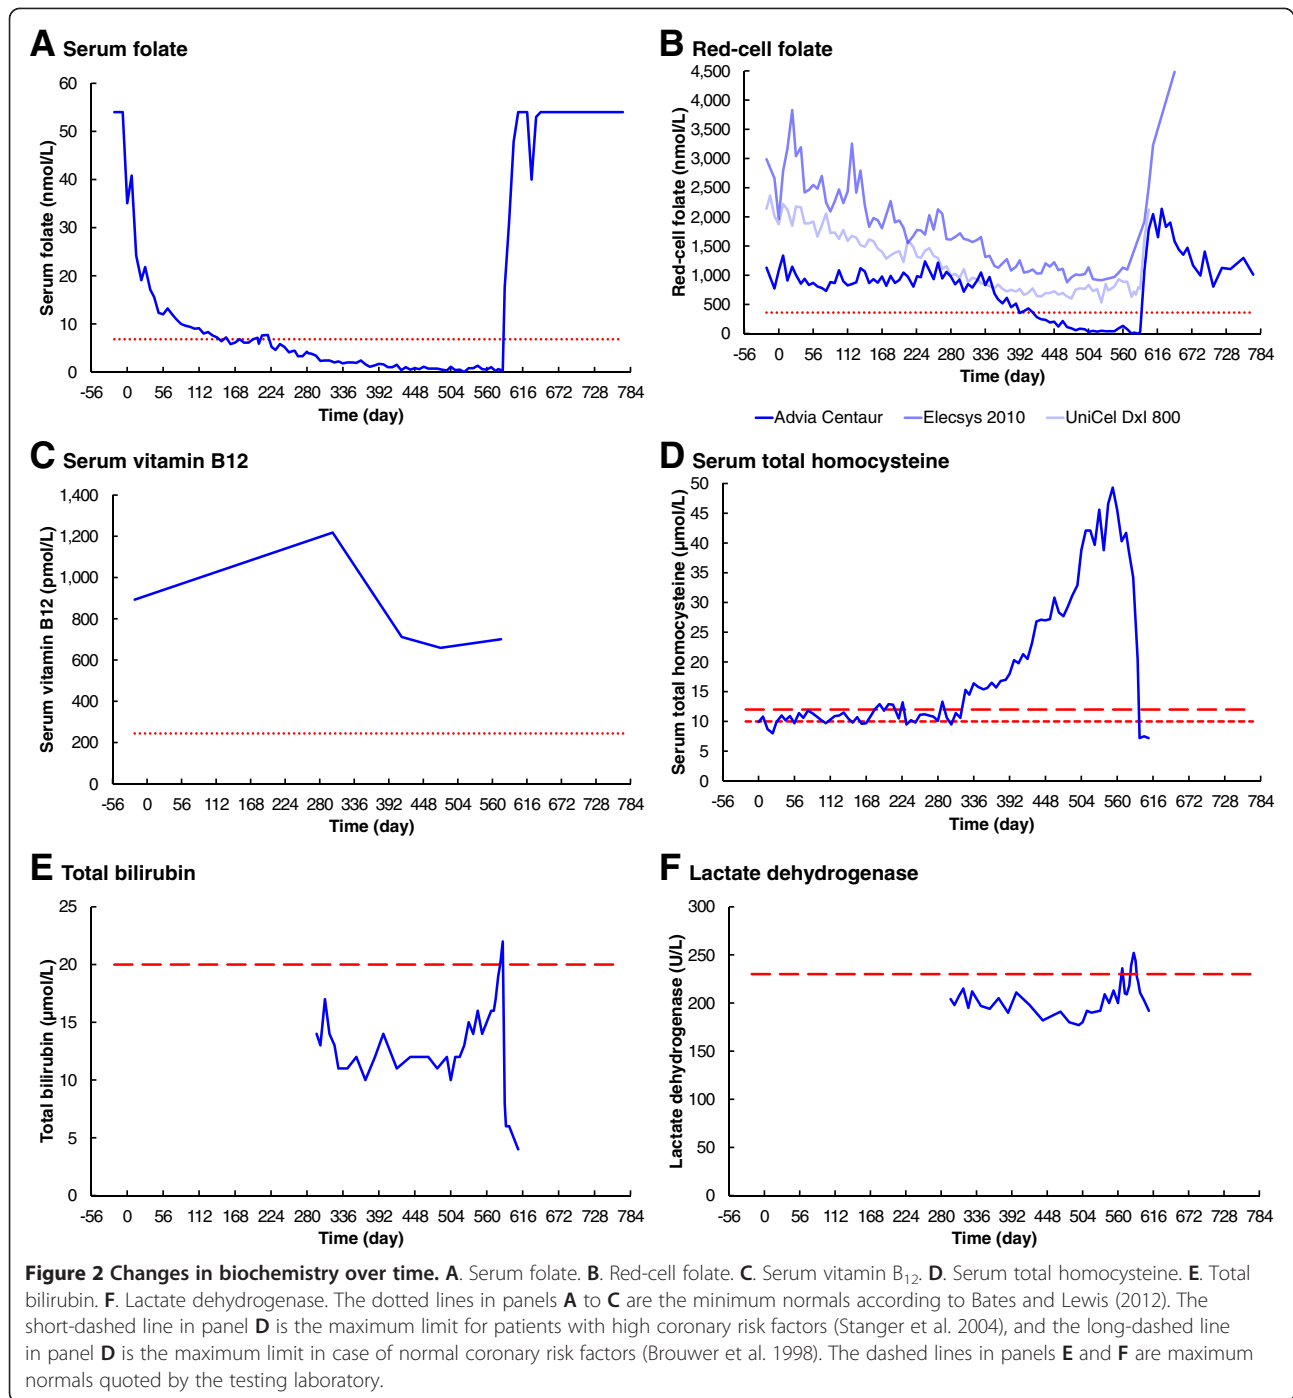 A Serum folate
60
50
40
30
20
10
0
Serum folate (nmol/L)
-56 0 56 112 168 224 280 336 392 448 504 560 616 672 728 784
Time (day)
B Red-cell folate
4,500
4,000
3,500
3,000
2,500
2,000
1,500
1,000
500
0
Red-cell folate (nmol/L)
-56 0 56 112 168 224 280 336 392 448 504 560 616 672 728 784
Time (day)
Advia Centaur Elecsys 2010 UniCel DxI 800
C Serum vitamin B12
1,400
1,200
1,000
800
600
400
200
0
Serum vitamin B12 (pmol/L)
-56 0 56 112 168 224 280 336 392 448 504 560 616 672 728 784
Time (day)
D Serum total homocysteine
50
45
40
35
30
25
20
15
10
5
0
Serum total homocysteine (µmol/L)
-56 0 56 112 168 224 280 336 392 448 504 560 616 672 728 784
Time (day)
E Total bilirubin
25
20
15
10
5
0
Total bilirubin (µmol/L)
-56 0 56 112 168 224 280 336 392 448 504 560 616 672 728 784
Time (day)
F Lactate dehydrogenase
300
250
200
150
100
50
0
Lactate dehydrogenase (U/L)
-56 0 56 112 168 224 280 336 392 448 504 560 616 672 728 784
Time (day)
Figure 2 Changes in biochemistry over time. A. Serum folate. B. Red-cell folate. C. Serum vitamin B₁₂. D. Serum total homocysteine. E. Total
bilirubin. F. Lactate dehydrogenase. The dotted lines in panels A to C are the minimum normals according to Bates and Lewis (2012). The
short-dashed line in panel D is the maximum limit for patients with high coronary risk factors (Stanger et al. 2004), and the long-dashed line
in panel D is the maximum limit in case of normal coronary risk factors (Brouwer et al. 1998). The dashed lines in panels E and F are maximum
normals quoted by the testing laboratory.